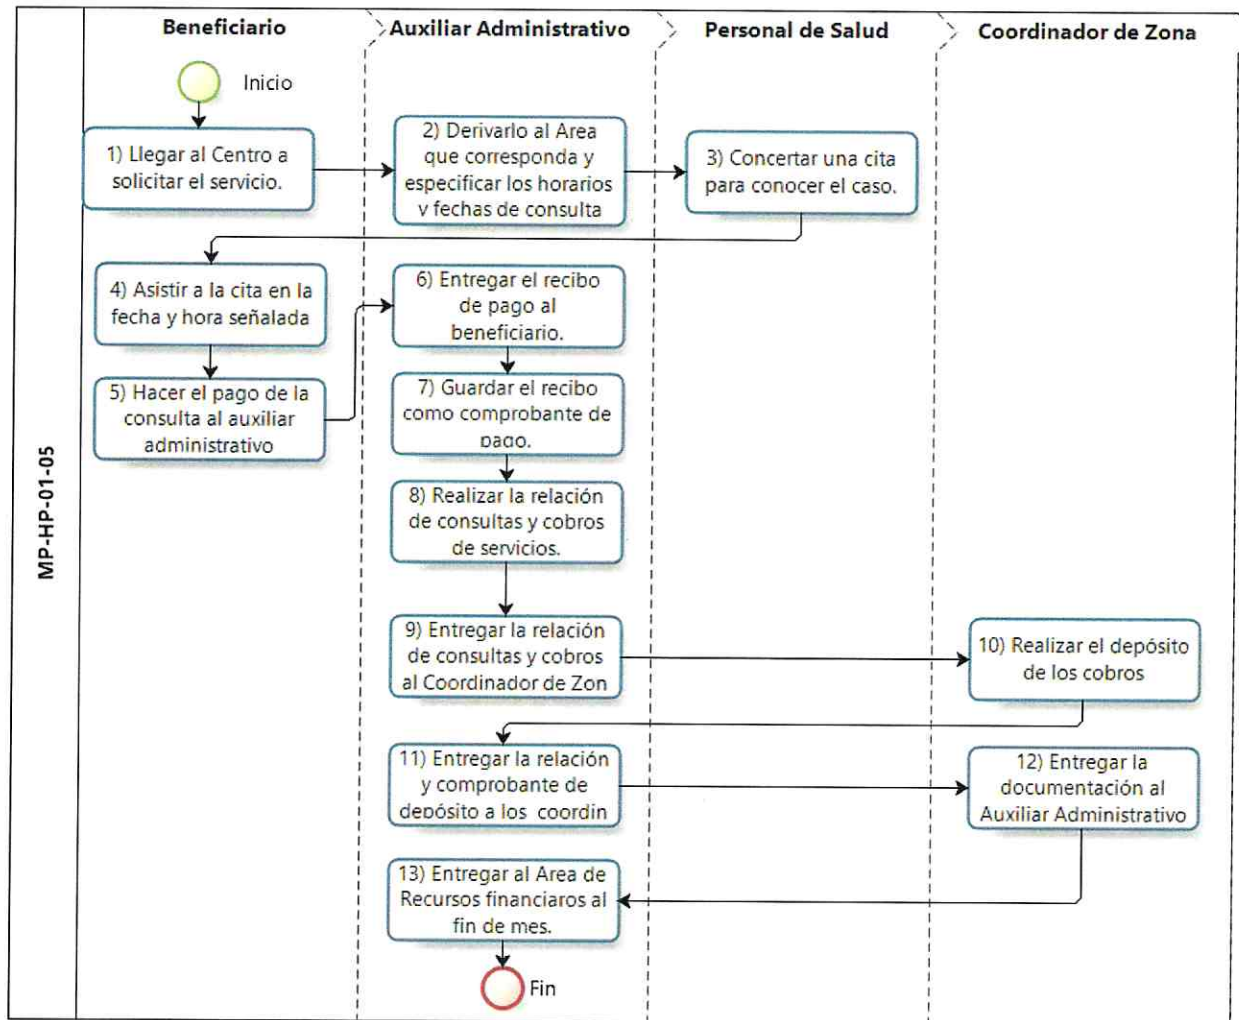 Beneficiario
Auxiliar Administrativo
Personal de Salud
Coordinador de Zona
MP-HP-01-05
Inicio
1) Llegar al Centro a
solicitar el servicio.
2) Derivarlo al Area
que corresponda y
especificar los horarios
y fechas de consulta
3) Concertar una cita
para conocer el caso.
4) Asistir a la cita en la
fecha y hora señalada
5) Hacer el pago de la
consulta al auxiliar
administrativo
6) Entregar el recibo
de pago al
beneficiario.
7) Guardar el recibo
como comprobante de
pago.
8) Realizar la relación
de consultas y cobros
de servicios.
9) Entregar la relación
de consultas y cobros
al Coordinador de Zon
10) Realizar el depósito
de los cobros
11) Entregar la relación
y comprobante de
depósito a los coordin
12) Entregar la
documentación al
Auxiliar Administrativo
13) Entregar al Area de
Recursos financiaros al
fin de mes.
Fin